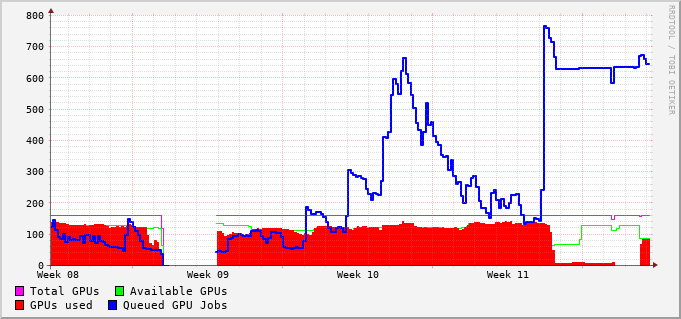 800
700
600
500
400
300
200
100
0
Week 08 Week 09 Week 10 Week 11
Total GPUs Available GPUs
GPUs used Queued GPU Jobs
RRDTOOL / TOBI OETIKER